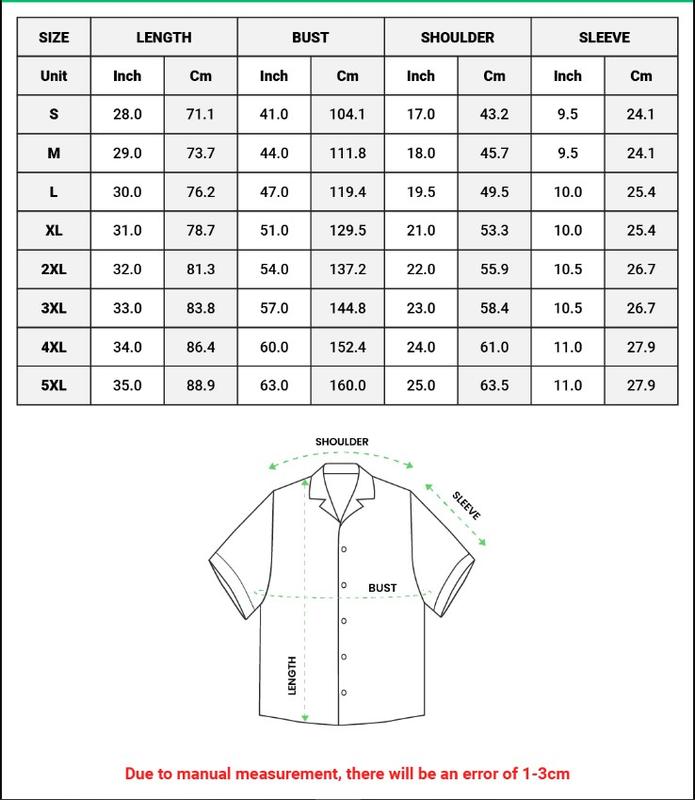 SIZE LENGTH BUST SHOULDER SLEEVE
Unit Inch Cm Inch Cm Inch Cm Inch Cm
S 28.0 71.1 41.0 104.1 17.0 43.2 9.5 24.1
M 29.0 73.7 44.0 111.8 18.0 45.7 9.5 24.1
L 30.0 76.2 47.0 119.4 19.5 49.5 10.0 25.4
XL 31.0 78.7 51.0 129.5 21.0 53.3 10.0 25.4
2XL 32.0 81.3 54.0 137.2 22.0 55.9 10.5 26.7
3XL 33.0 83.8 57.0 144.8 23.0 58.4 10.5 26.7
4XL 34.0 86.4 60.0 152.4 24.0 61.0 11.0 27.9
5XL 35.0 88.9 63.0 160.0 25.0 63.5 11.0 27.9
SHOULDER
SLEEVE
BUST
LENGTH
Due to manual measurement, there will be an error of 1-3cm